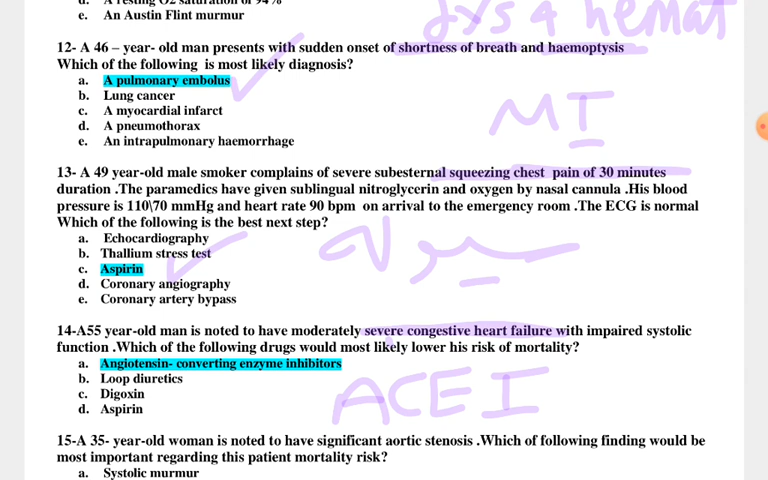 e. An Austin Flint murmur
12- A 46 – year- old man presents with sudden onset of shortness of breath and haemoptysis
Which of the following is most likely diagnosis?
a. A pulmonary embolus
b. Lung cancer
c. A myocardial infarct
d. A pneumothorax
e. An intrapulmonary haemorrhage
MI
13- A 49 year-old male smoker complains of severe subesternal squeezing chest pain of 30 minutes
duration .The paramedics have given sublingual nitroglycerin and oxygen by nasal cannula .His blood
pressure is 110\70 mmHg and heart rate 90 bpm on arrival to the emergency room .The ECG is normal
Which of the following is the best next step?
a. Echocardiography
b. Thallium stress test
c. Aspirin
d. Coronary angiography
e. Coronary artery bypass
14-A55 year-old man is noted to have moderately severe congestive heart failure with impaired systolic
function .Which of the following drugs would most likely lower his risk of mortality?
a. Angiotensin- converting enzyme inhibitors
b. Loop diuretics
c. Digoxin
d. Aspirin
ACEI
15-A 35- year-old woman is noted to have significant aortic stenosis .Which of following finding would be
most important regarding this patient mortality risk?
a. Systolic murmur